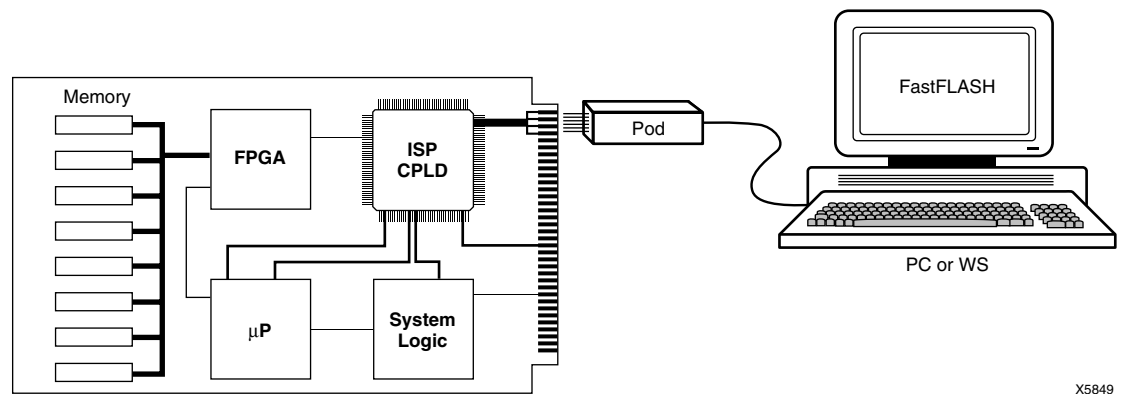 Memory
FPGA
ISP
CPLD
μP
System
Logic
Pod
FastFLASH
PC or WS
X5849